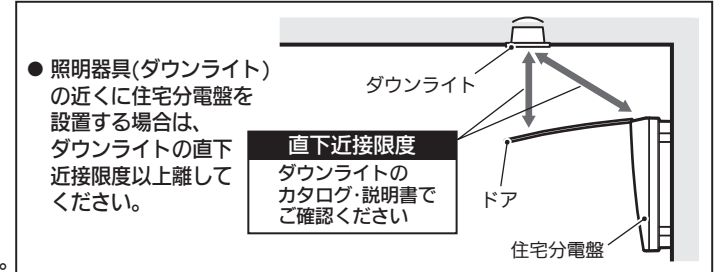 ● 照明器具(ダウンライト)
の近くに住宅分電盤を
設置する場合は、
ダウンライトの直下
近接限度以上離して
ください。
ダウンライト
直下近接限度
ダウンライトの
カタログ・説明書で
ご確認ください
ドア
住宅分電盤
。